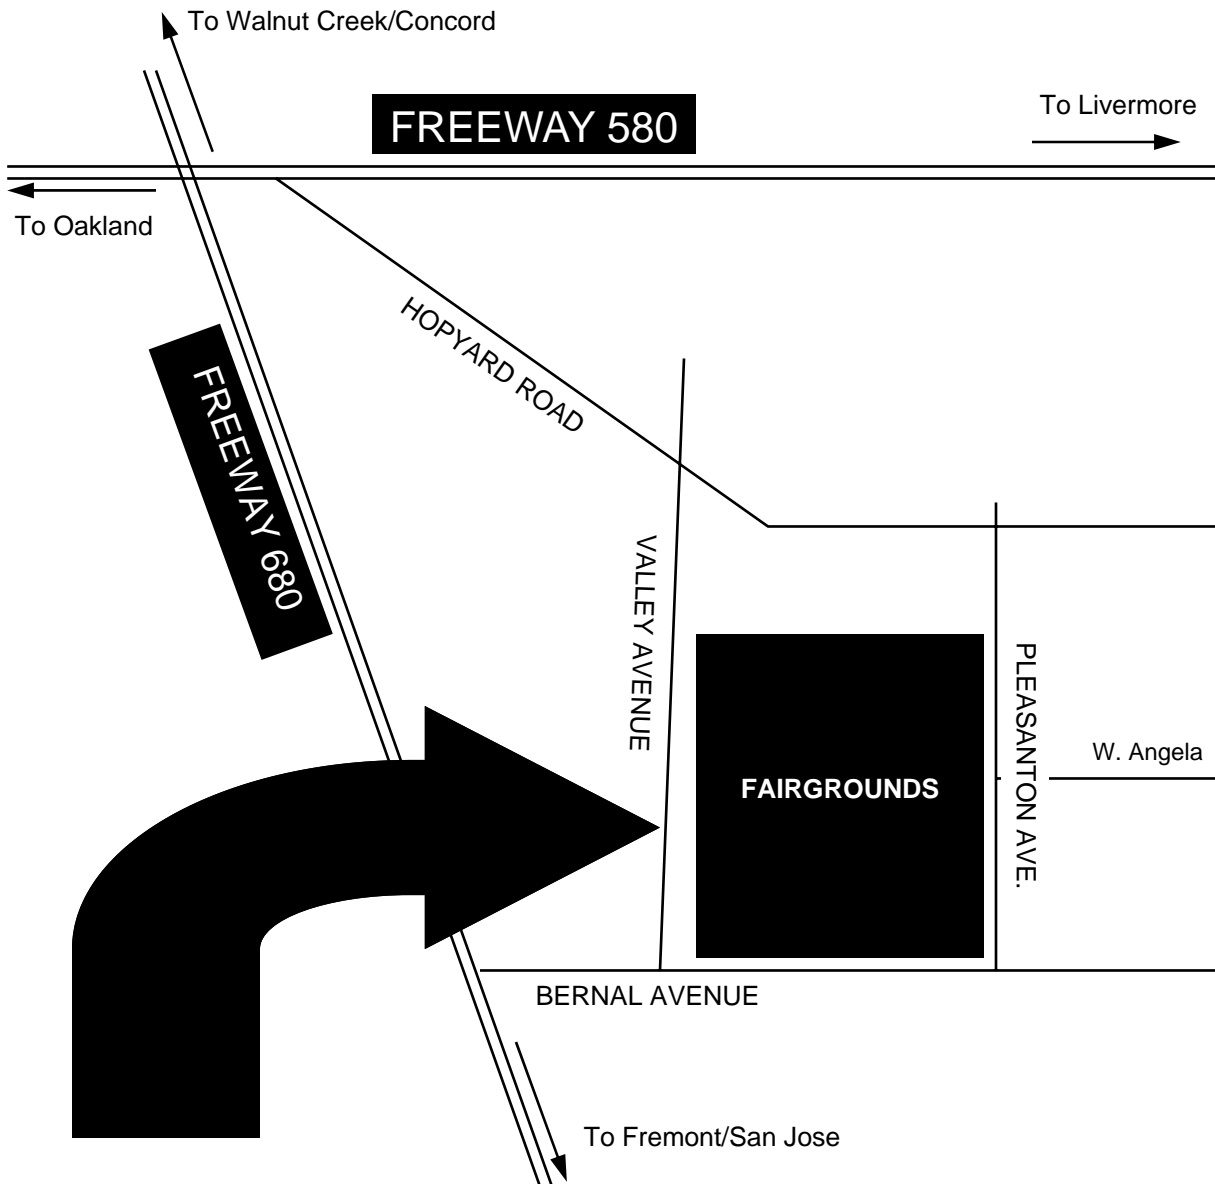 To Walnut Creek/Concord
FREEWAY 580
To Livermore
To Oakland
HOPYARD ROAD
FREEWAY 680
VALLEY AVENUE
PLEASANTON AVE.
W. Angela
FAIRGROUNDS
BERNAL AVENUE
To Fremont/San Jose